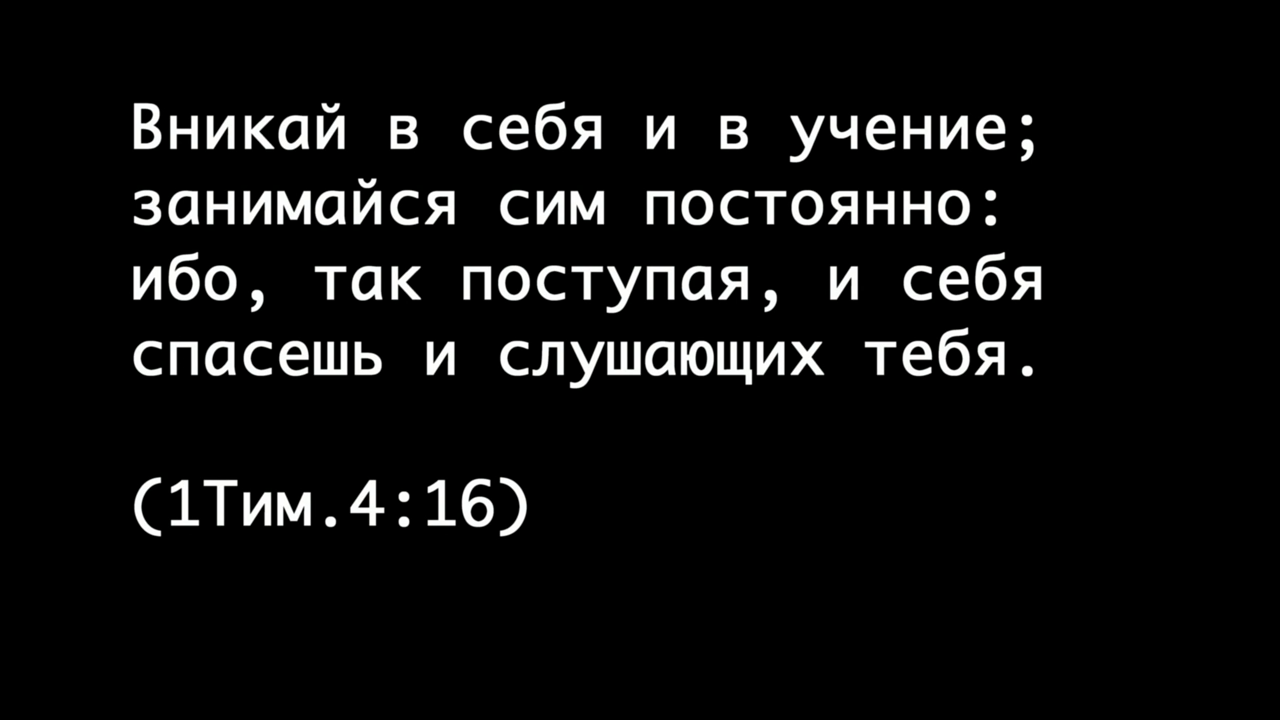 Вникай в себя и в учение;
занимайся сим постоянно:
ибо, так поступая, и себя
спасешь и слушающих тебя.
(1Тим.4:16)